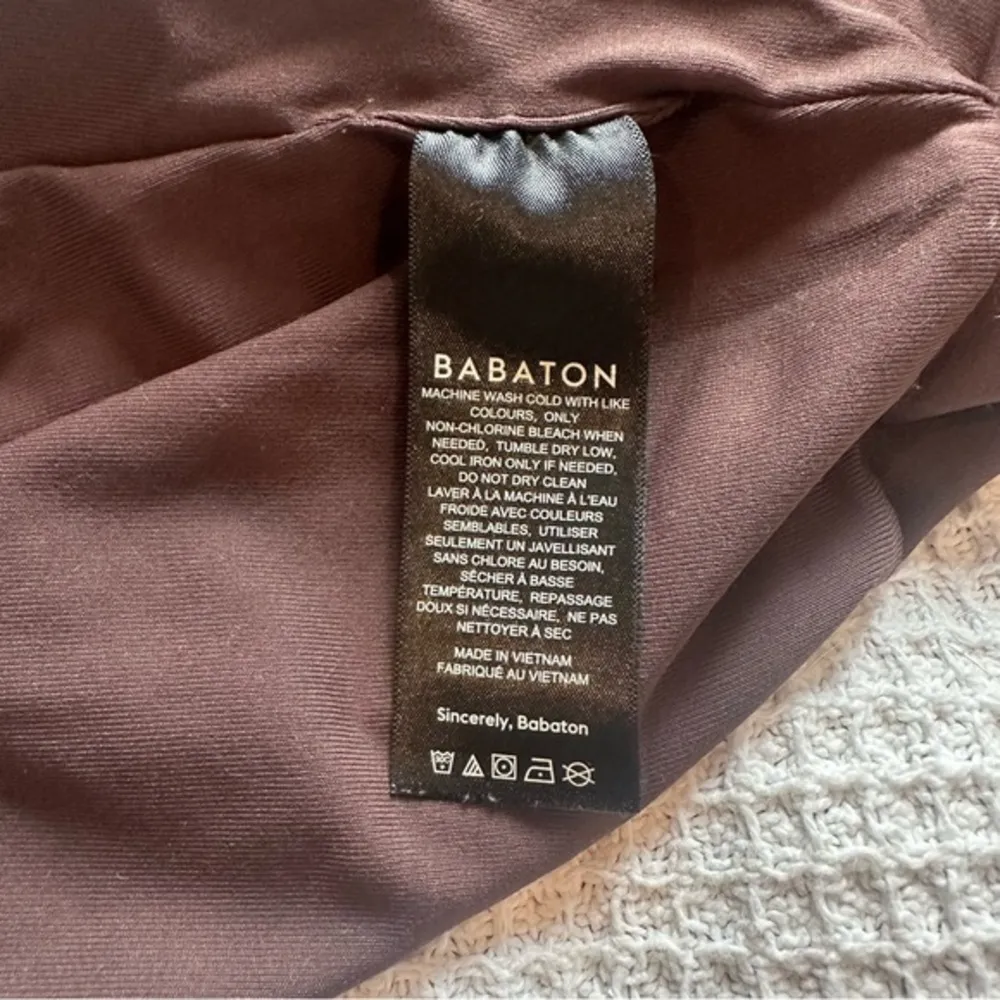 BABATON
MACHINE WASH COLD WITH LIKE
COLOURS, ONLY
NON-CHLORINE BLEACH WHEN
NEEDED, TUMBLE DRY LOW,
COOL IRON ONLY IF NEEDED,
DO NOT DRY CLEAN
LAVER À LA MACHINE À L'EAU
FROIDE AVEC COULEURS
SEMBLABLES, UTILISER
SEULEMENT UN JAVELLISANT
SANS CHLORE AU BESOIN,
SÉCHER À BASSE
TEMPÉRATURE, REPASSAGE
DOUX SI NÉCESSAIRE, NE PAS
NETTOYER À SEC
MADE IN VIETNAM
FABRIQUÉ AU VIETNAM
Sincerely, Babaton